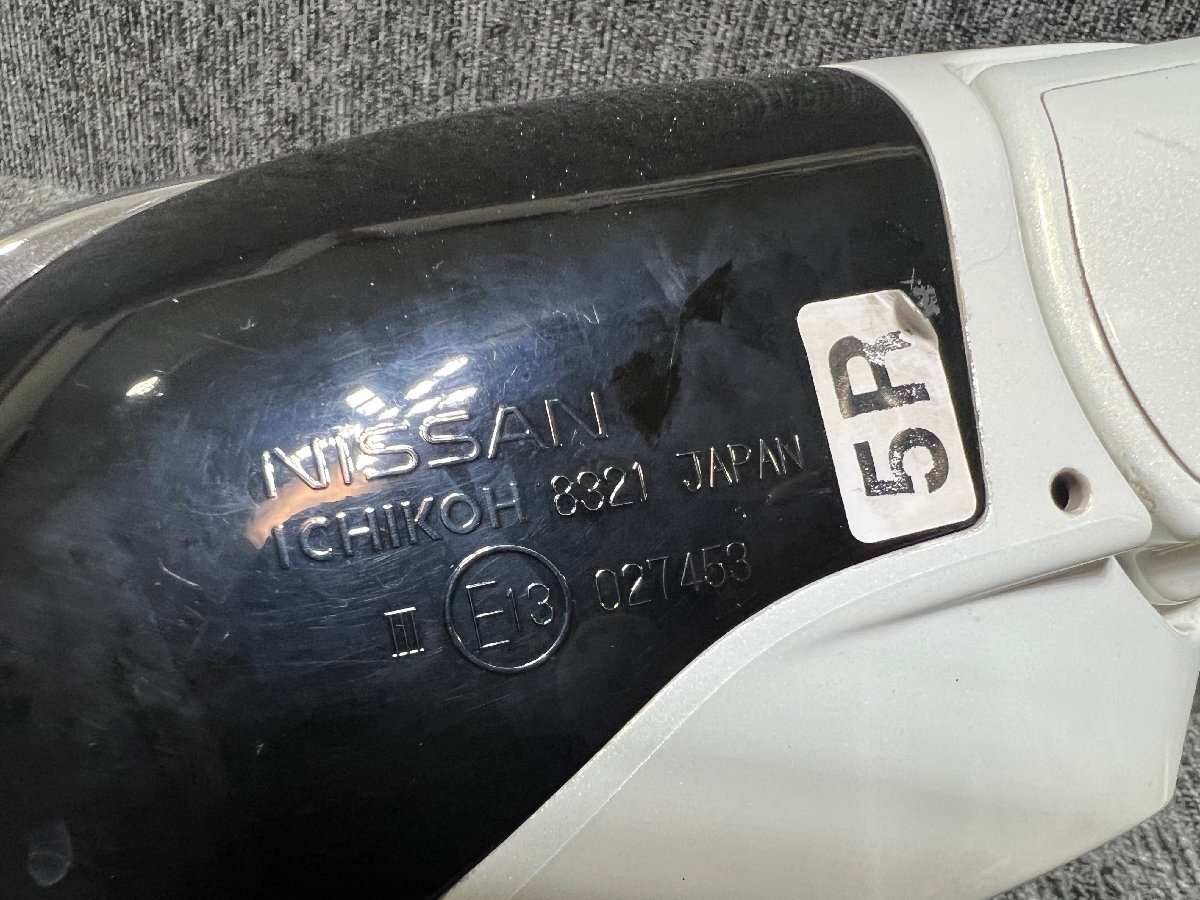 NISSAN
ICHIKOH 8321 JAPAN
III E13 027453
5R